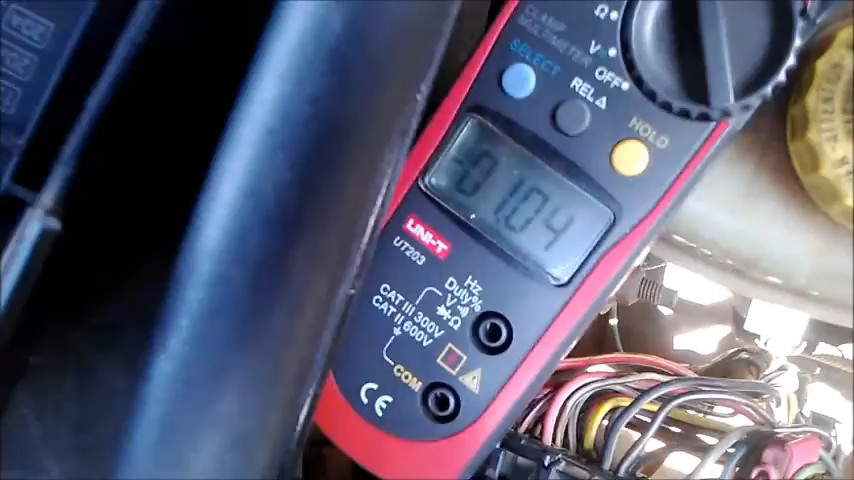 CLAMP
MULTIMETER
Ω
V
OFF
SELECT
REL Δ
HOLD
-01.04
UNI-T
UT203
Hz
Duty%
V
Ω
CAT III 300V
CAT II 600V
COM
CE